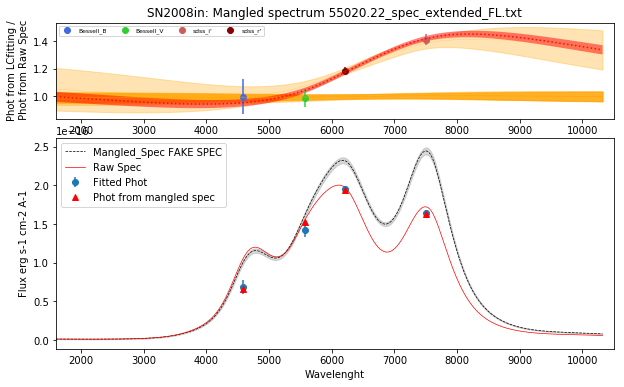 SN2008in: Mangled spectrum 55020.22_spec_extended_FL.txt
Phot from LCfitting /
Phot from Raw Spec
Bessell_B Bessell_V sdss_i' sdss_r'
1.4
1.2
1.0
2000 3000 4000 5000 6000 7000 8000 9000 10000
1e-16
Flux erg s-1 cm-2 A-1
Mangled_Spec FAKE SPEC
Raw Spec
Fitted Phot
Phot from mangled spec
2.5
2.0
1.5
1.0
0.5
0.0
2000 3000 4000 5000 6000 7000 8000 9000 10000
Wavelenght